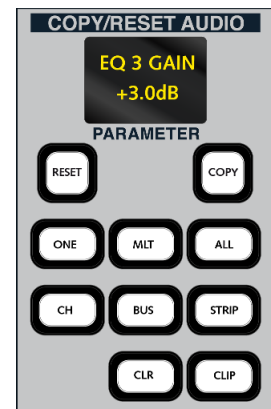 COPY/RESET AUDIO
EQ 3 GAIN
+3.0dB
PARAMETER
RESET COPY
ONE MLT ALL
CH BUS STRIP
CLR CLIP